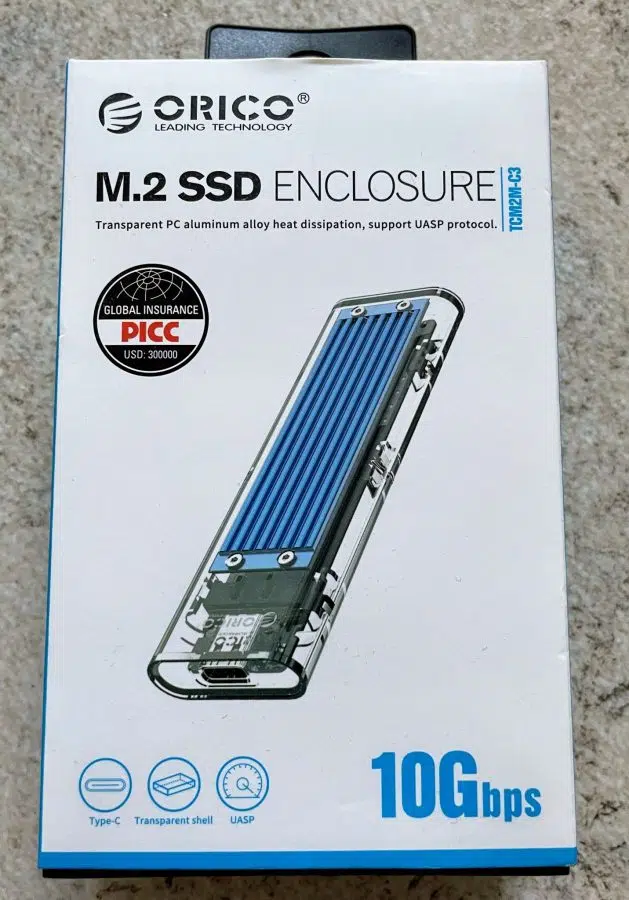 ORICO®
LEADING TECHNOLOGY
M.2 SSD ENCLOSURE
TCM2M-C3
Transparent PC aluminum alloy heat dissipation, support UASP protocol.
GLOBAL INSURANCE
PICC
USD: 300000
ORICO
Type-C
Transparent shell
UASP
10Gbps